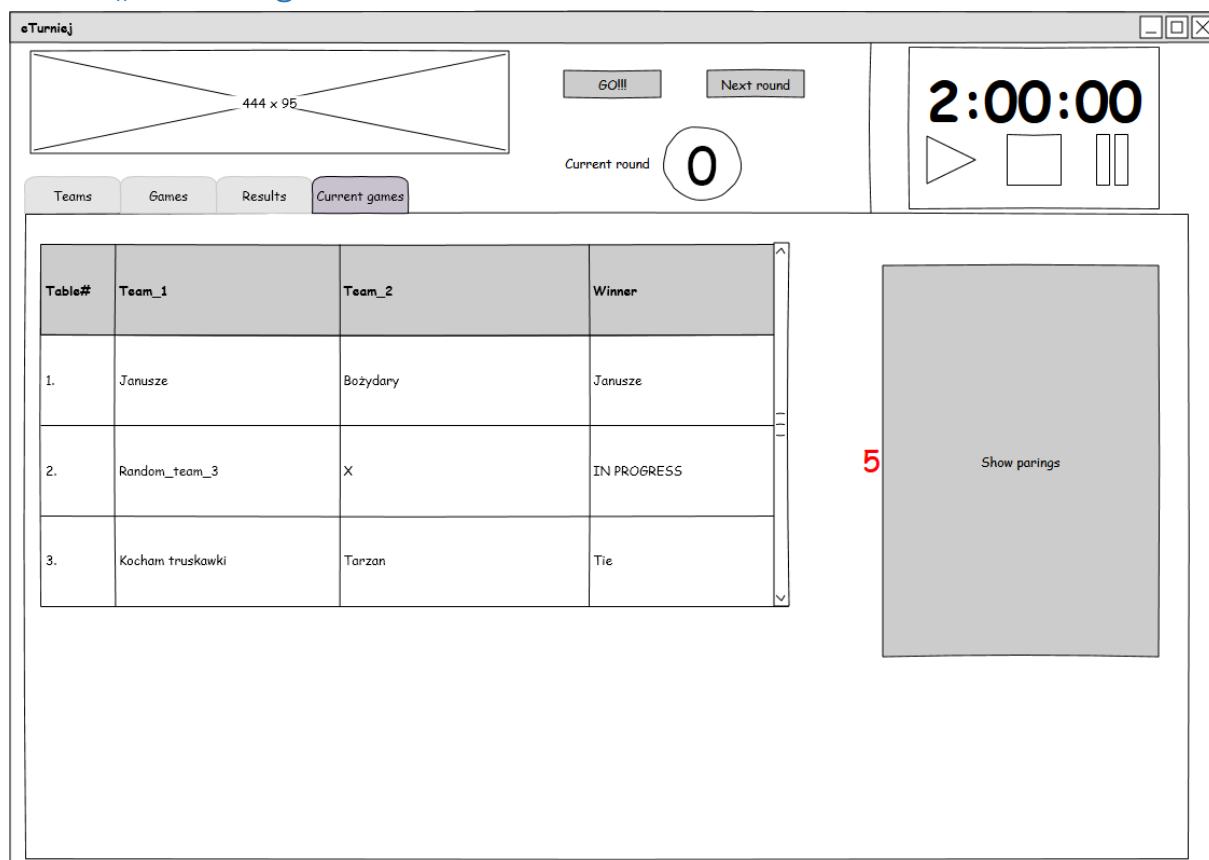 eTurniej
444 x 95
GO!!!
Next round
2:00:00
Current round
0
Teams
Games
Results
Current games
Table#
Team_1
Team_2
Winner
1.
Janusze
Bożydary
Janusze
2.
Random_team_3
X
IN PROGRESS
3.
Kocham truskawki
Tarzan
Tie
5
Show parings